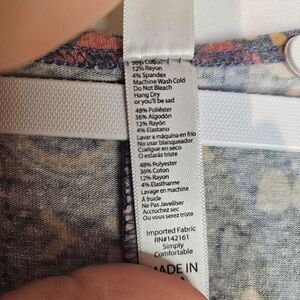 36% Cotton
12% Rayon
4% Spandex
Machine Wash Cold
Do Not Bleach
Hang Dry
or you'll be sad
48% Poliéster
36% Algodón
12% Rayón
4% Elastano
Lavar a máquina en frío
No usar blanqueador
Cuelgue en seco
O estarás triste
48% Polyester
36% Coton
12% Rayon
4% Elasthanne
Lavage en machine
À froide
Ne Pas Javelliser
Accrochez sec
Ou vous serez triste
Imported Fabric
RN#142161
Simply
Comfortable
MADE IN